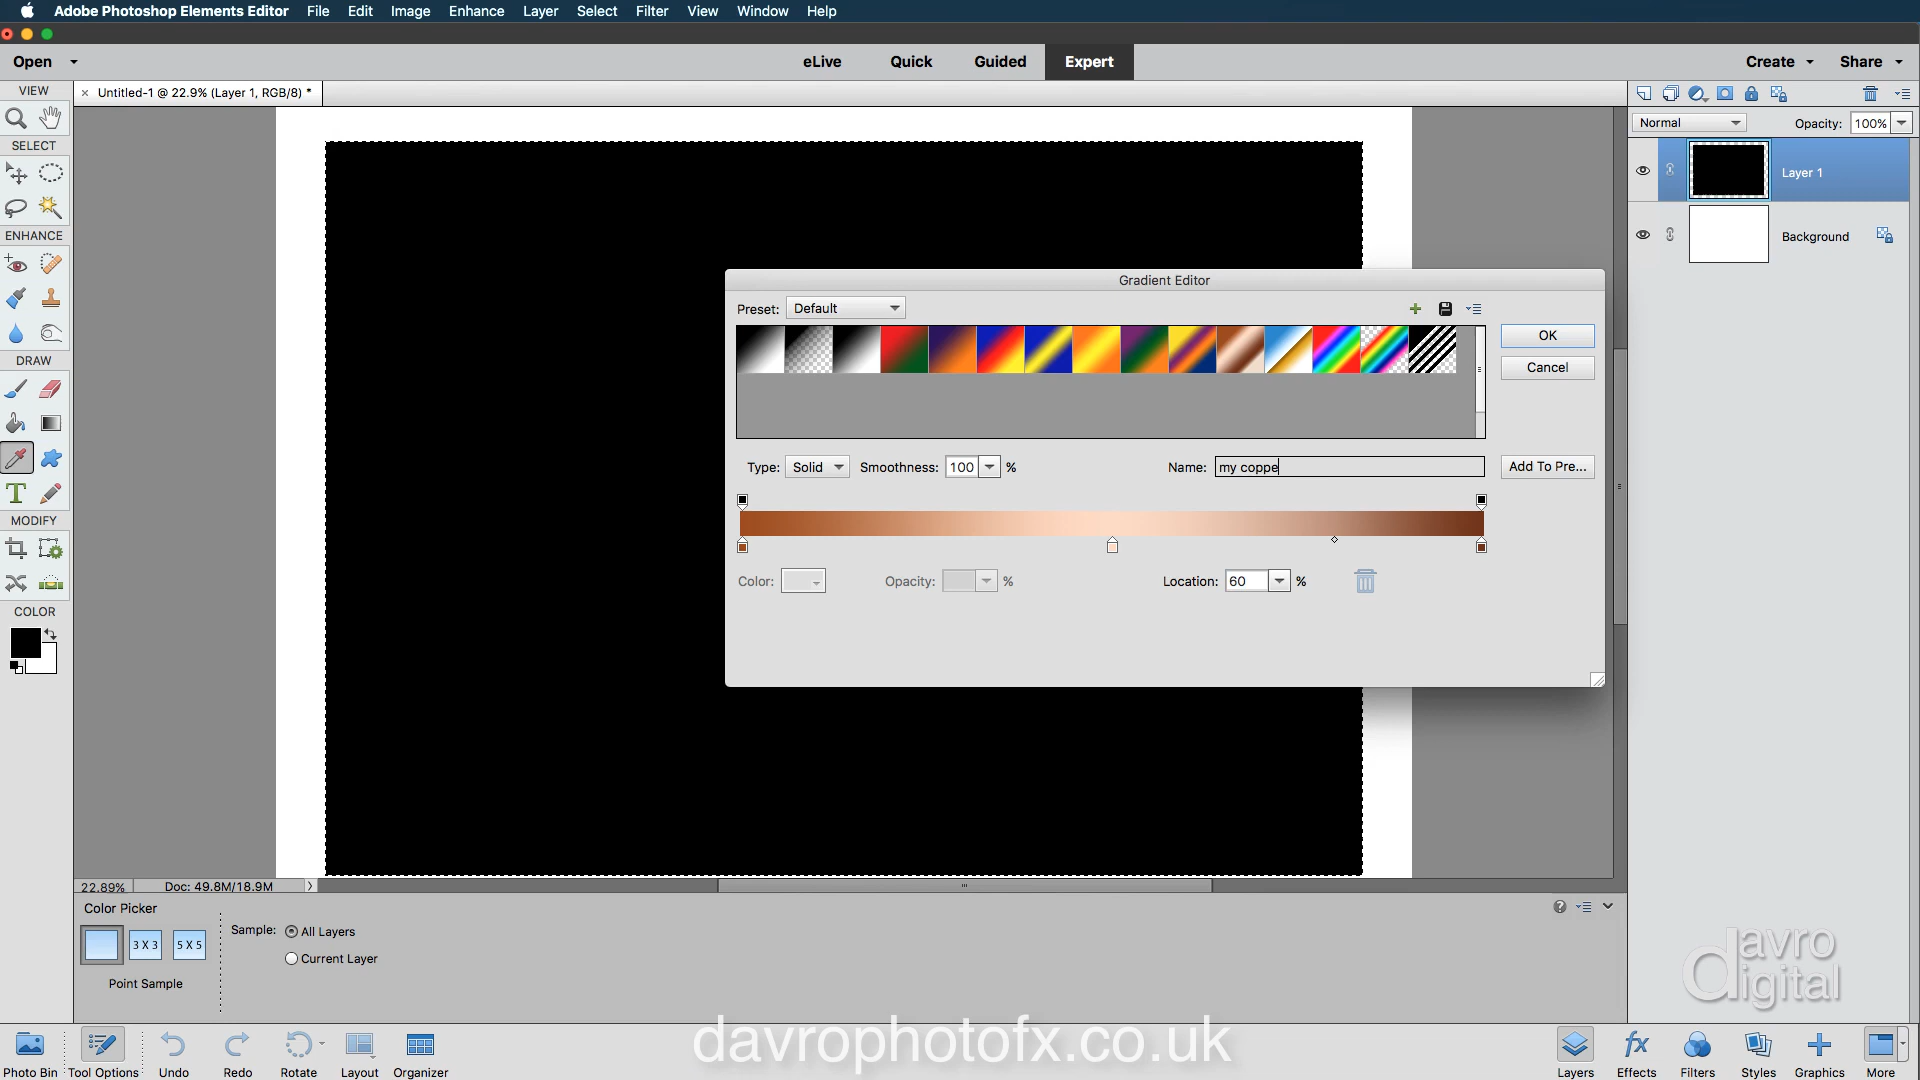 Adobe Photoshop Elements Editor File Edit Image Enhance Layer Select Filter View Window Help
Open eLive Quick Guided Expert Create Share
VIEW
Untitled-1 @ 22.9% (Layer 1, RGB/8) *
Normal Opacity: 100%
SELECT
Layer 1
ENHANCE
Background
Gradient Editor
Preset: Default
OK
Cancel
DRAW
Type: Solid Smoothness: 100 % Name: my coppe Add To Pre...
T
MODIFY
Color: Opacity: % Location: 60 %
COLOR
22.89% Doc: 49.8M/18.9M
Color Picker
Sample: All Layers
3 X 3 5 X 5
Current Layer
Point Sample
davro
digital
davrophotofx.co.uk
Photo Bin Tool Options Undo Redo Rotate Layout Organizer Layers Effects Filters Styles Graphics More